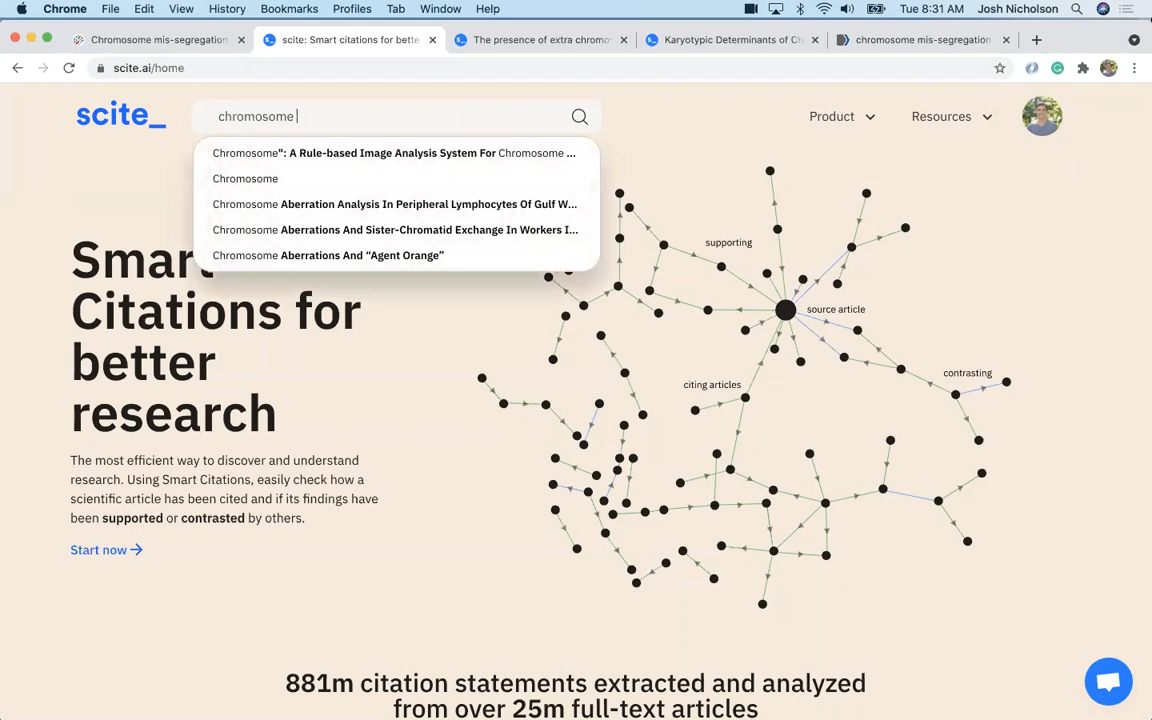 Chrome File Edit View History Bookmarks Profiles Tab Window Help Tue 8:31 AM Josh Nicholson
Chromosome mis-segregation scite: Smart citations for bette The presence of extra chromo Karyotypic Determinants of Ch chromosome mis-segregation
scite.ai/home
scite_ chromosome Product Resources
Chromosome": A Rule-based Image Analysis System For Chromosome ...
Chromosome
Chromosome Aberration Analysis In Peripheral Lymphocytes Of Gulf W...
Chromosome Aberrations And Sister-Chromatid Exchange In Workers I...
Chromosome Aberrations And “Agent Orange”
Smart
Citations for
better
research
The most efficient way to discover and understand
research. Using Smart Citations, easily check how a
scientific article has been cited and if its findings have
been supported or contrasted by others.
Start now
supporting
source article
contrasting
citing articles
881m citation statements extracted and analyzed
from over 25m full-text articles